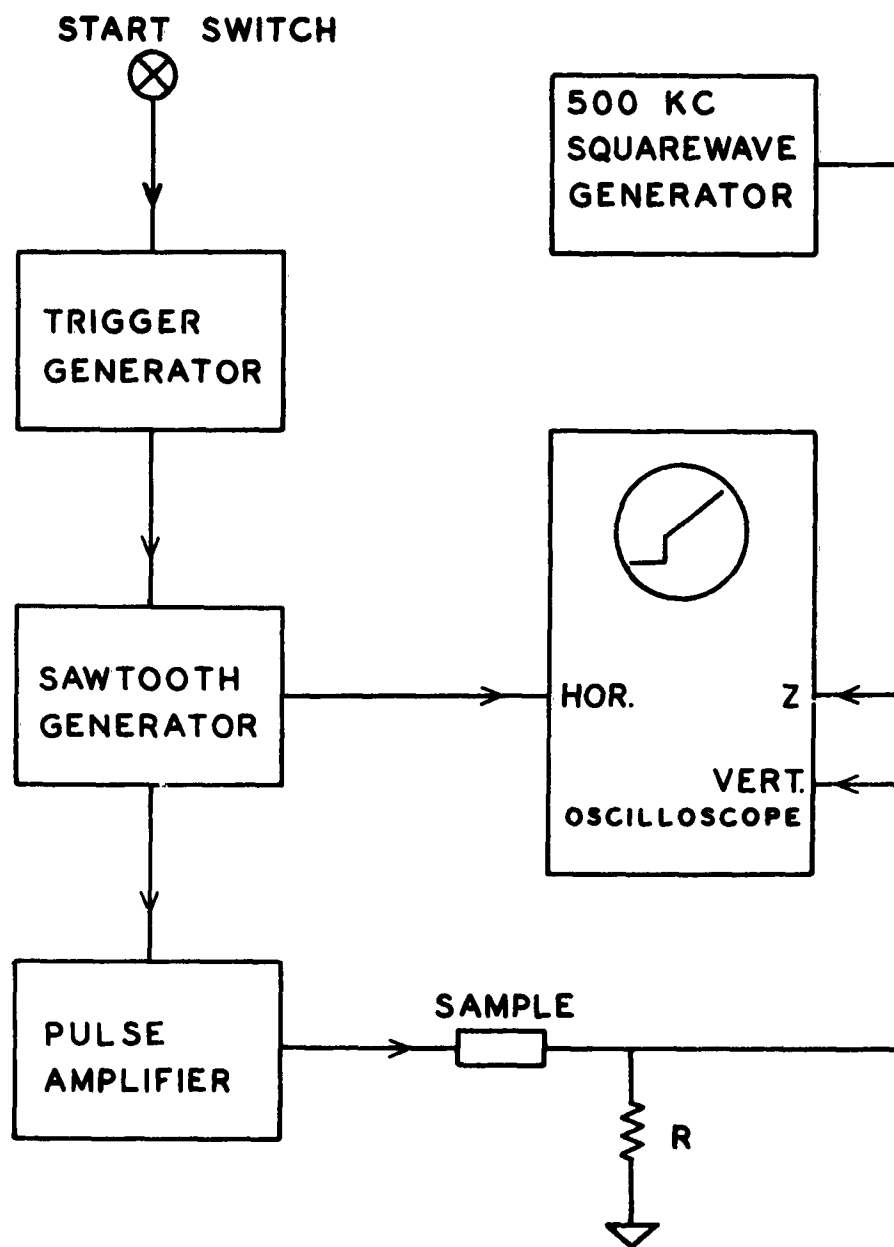 START SWITCH
500 KC
SQUAREWAVE
GENERATOR
TRIGGER
GENERATOR
SAWTOOTH
GENERATOR
HOR.
Z
VERT.
OSCILLOSCOPE
PULSE
AMPLIFIER
SAMPLE
R